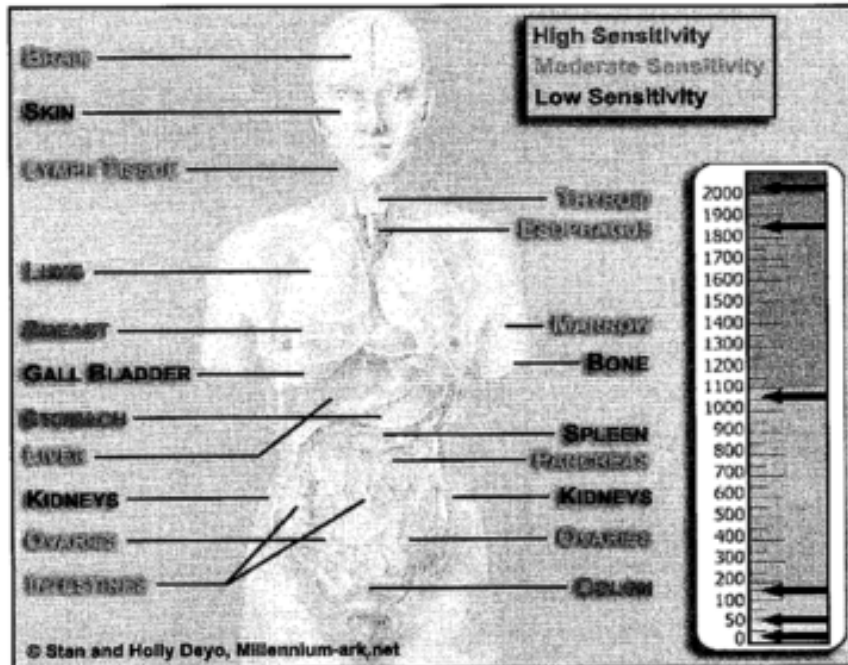 High Sensitivity
Moderate Sensitivity
Low Sensitivity
BRAIN
SKIN
LYMPH TISSUE
THYROID
ESOPHAGUS
LUNG
BREAST
MARROW
GALL BLADDER
BONE
STOMACH
SPLEEN
LIVER
PANCREAS
KIDNEYS
KIDNEYS
OVARIES
OVARIES
INTESTINES
COLON
2000
1900
1800
1700
1600
1500
1400
1300
1200
1100
1000
900
800
700
600
500
400
300
200
100
50
0
© Stan and Holly Deyo, Millennium-ark.net